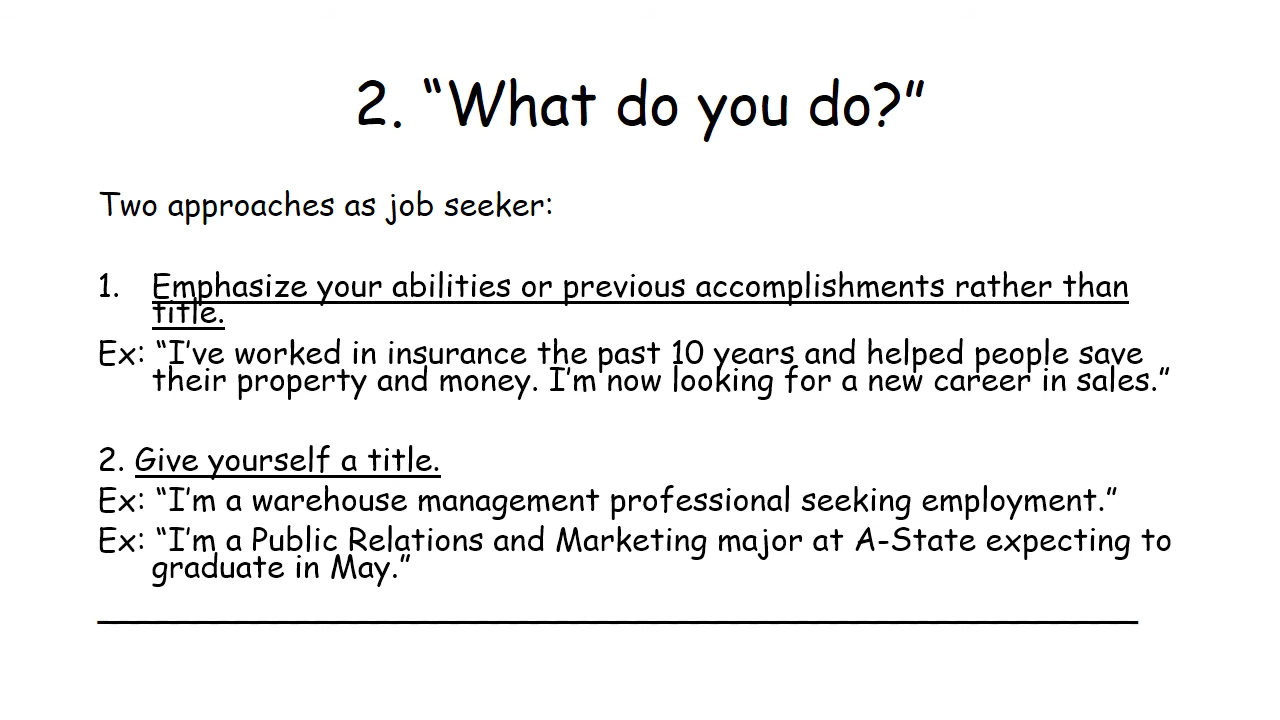 2. “What do you do?”
Two approaches as job seeker:
1. Emphasize your abilities or previous accomplishments rather than
title.
Ex: “I’ve worked in insurance the past 10 years and helped people save
their property and money. I’m now looking for a new career in sales.”
2. Give yourself a title.
Ex: “I’m a warehouse management professional seeking employment.”
Ex: “I’m a Public Relations and Marketing major at A-State expecting to
graduate in May.”